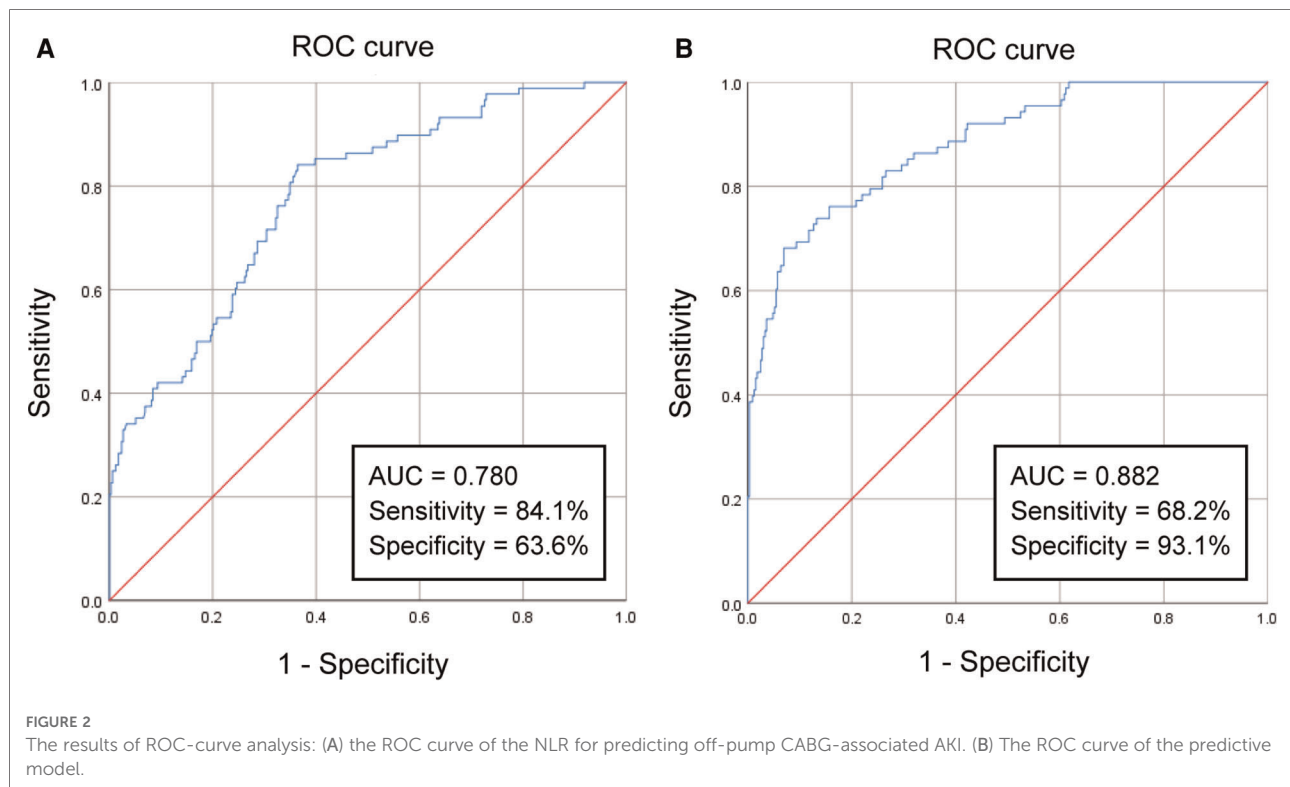 A
ROC curve
1.0
0.8
0.6
0.4
0.2
0.0
0.0 0.2 0.4 0.6 0.8 1.0
Sensitivity
1 - Specificity
AUC = 0.780
Sensitivity = 84.1%
Specificity = 63.6%
B
ROC curve
1.0
0.8
0.6
0.4
0.2
0.0
0.0 0.2 0.4 0.6 0.8 1.0
Sensitivity
1 - Specificity
AUC = 0.882
Sensitivity = 68.2%
Specificity = 93.1%
FIGURE 2
The results of ROC-curve analysis: (A) the ROC curve of the NLR for predicting off-pump CABG-associated AKI. (B) The ROC curve of the predictive
model.